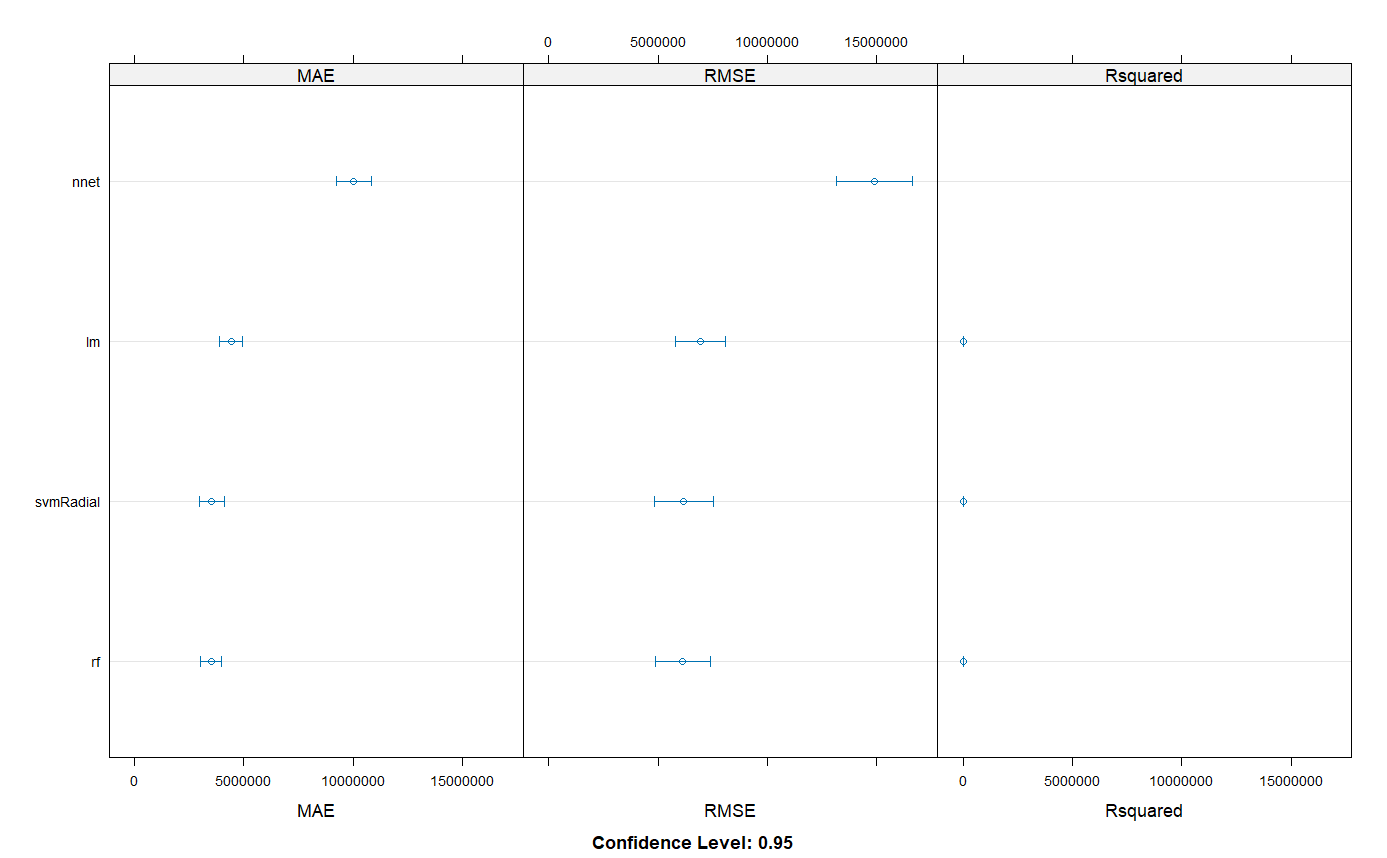 0 5000000 10000000 15000000
MAE RMSE Rsquared
nnet
lm
svmRadial
rf
0 5000000 10000000 15000000 0 5000000 10000000 15000000
MAE RMSE Rsquared
Confidence Level: 0.95